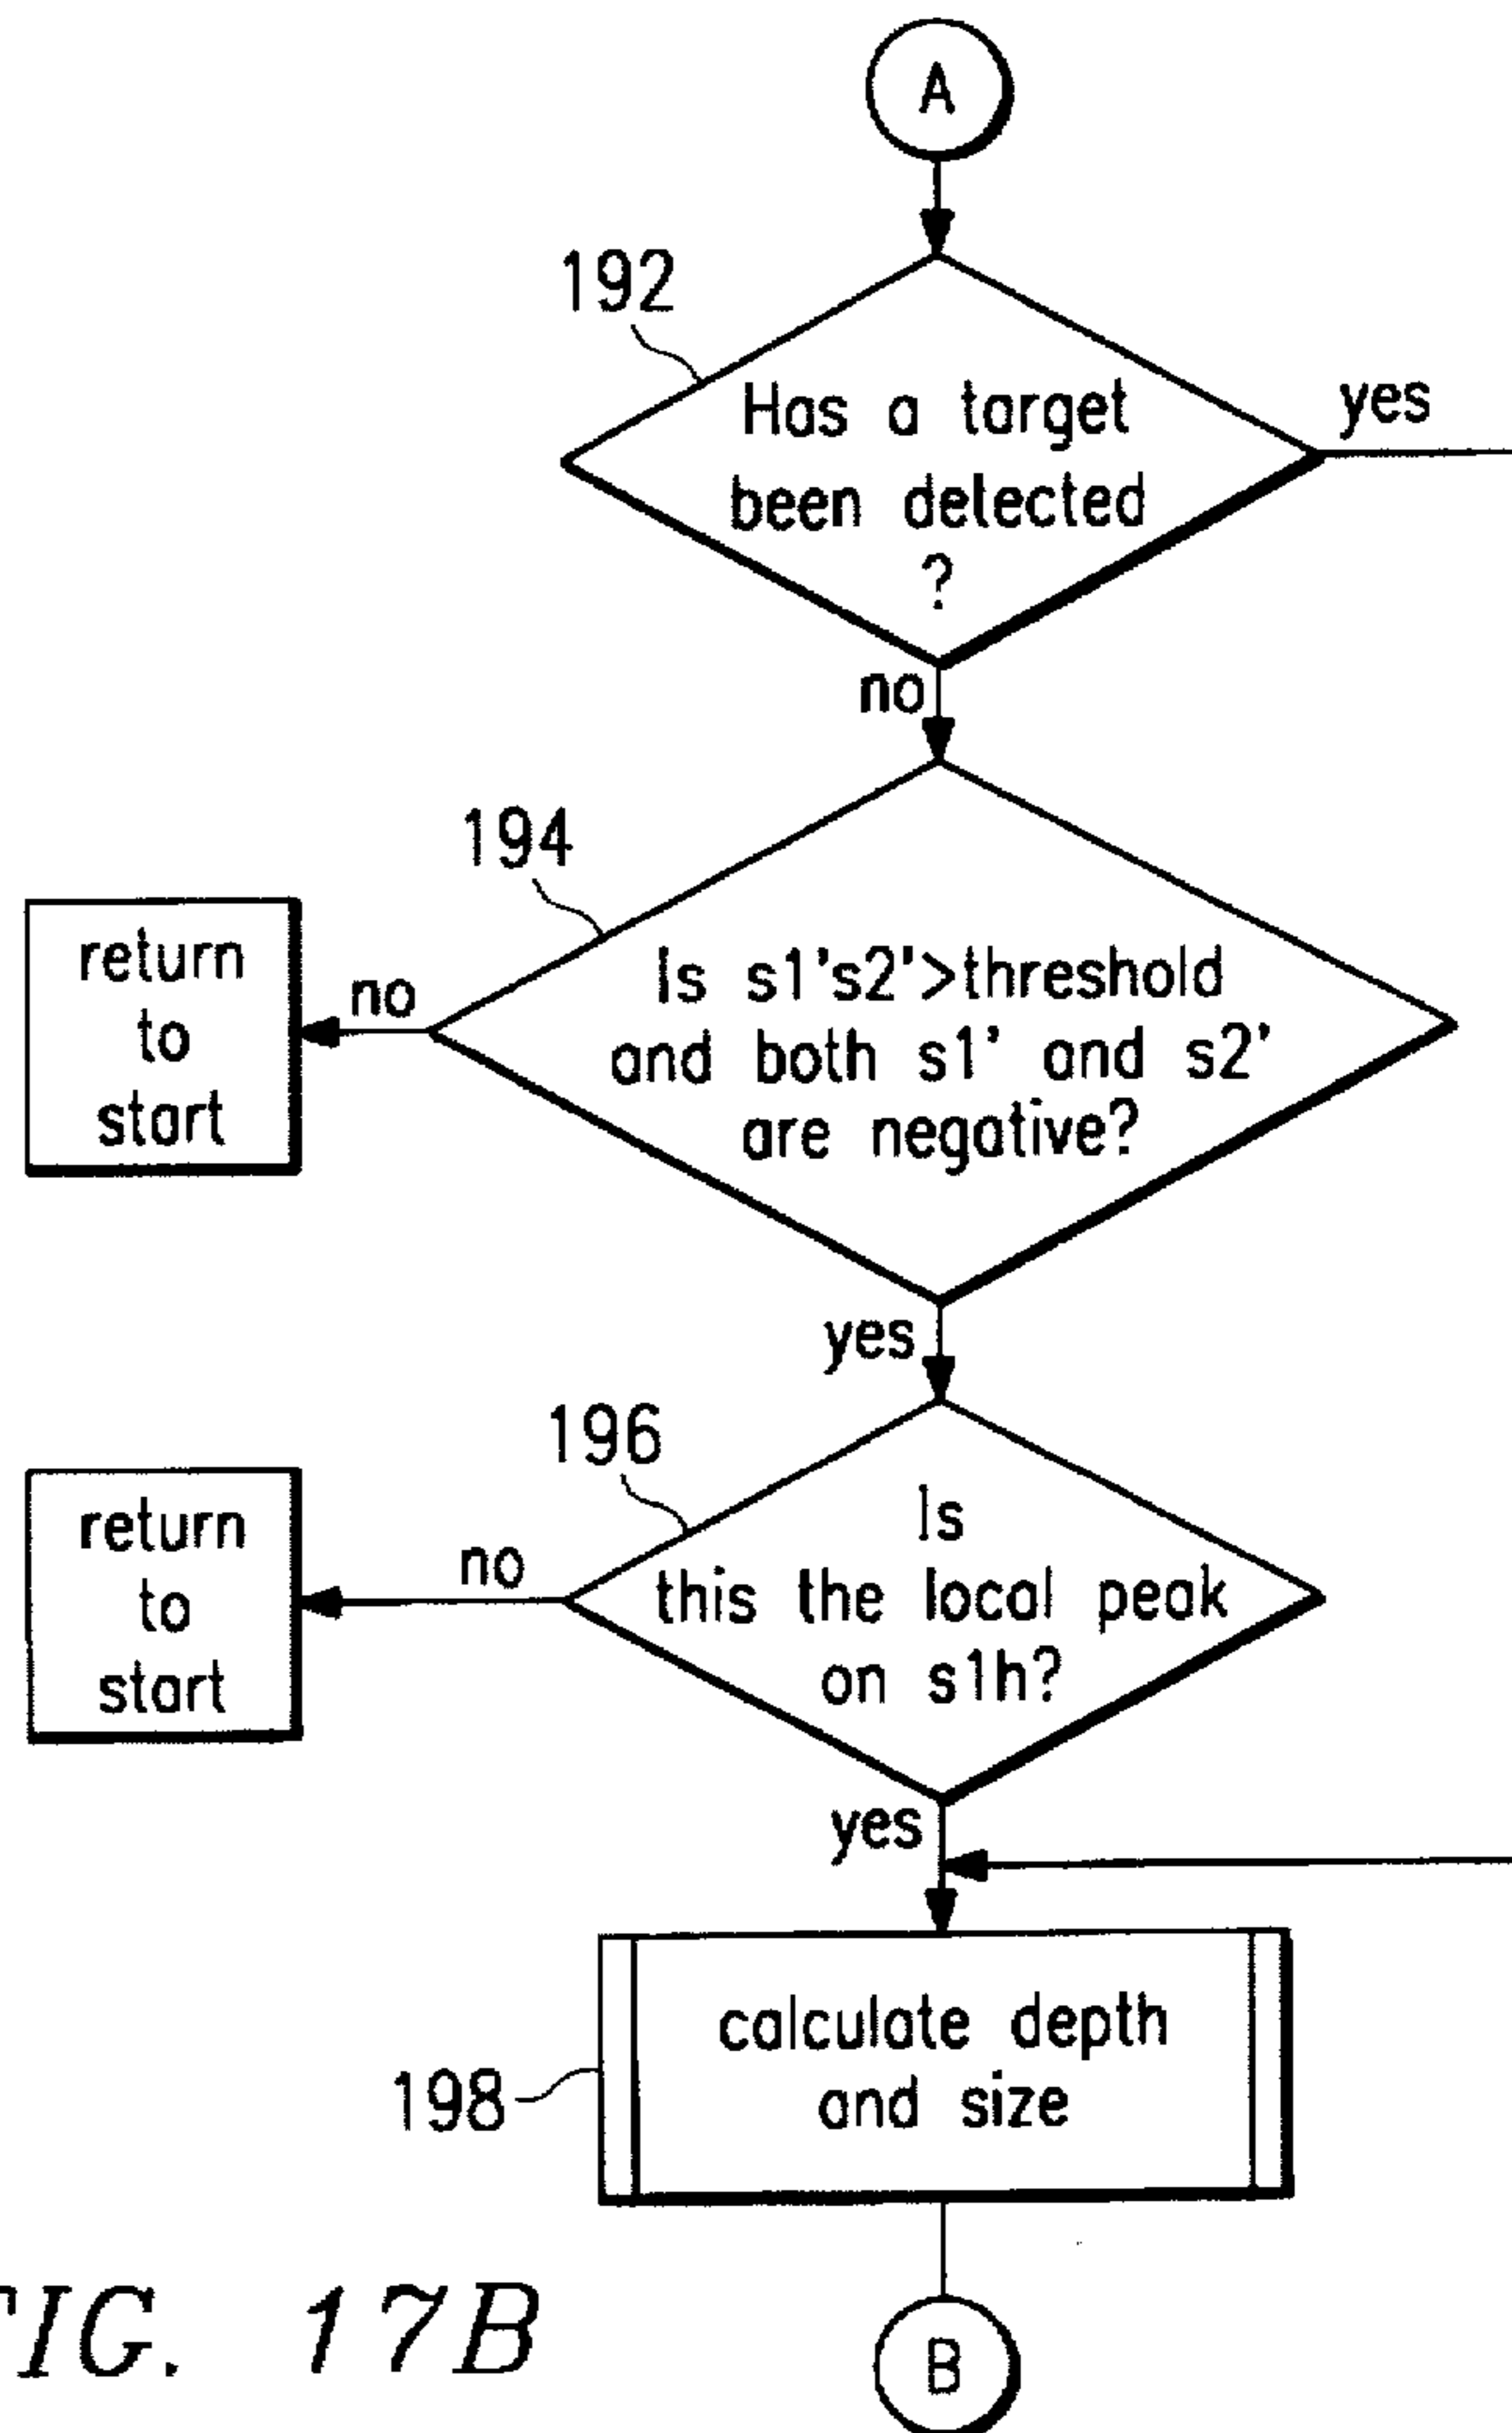 A
192
Has a target
been delected
?
yes
no
194
Is s1's2'>threshold
and both s1' and s2'
are negative?
no
return
to
start
yes
196
Is
this the local peak
on s1h?
no
return
to
start
yes
198
calculate depth
and size
FIG. 17B
B